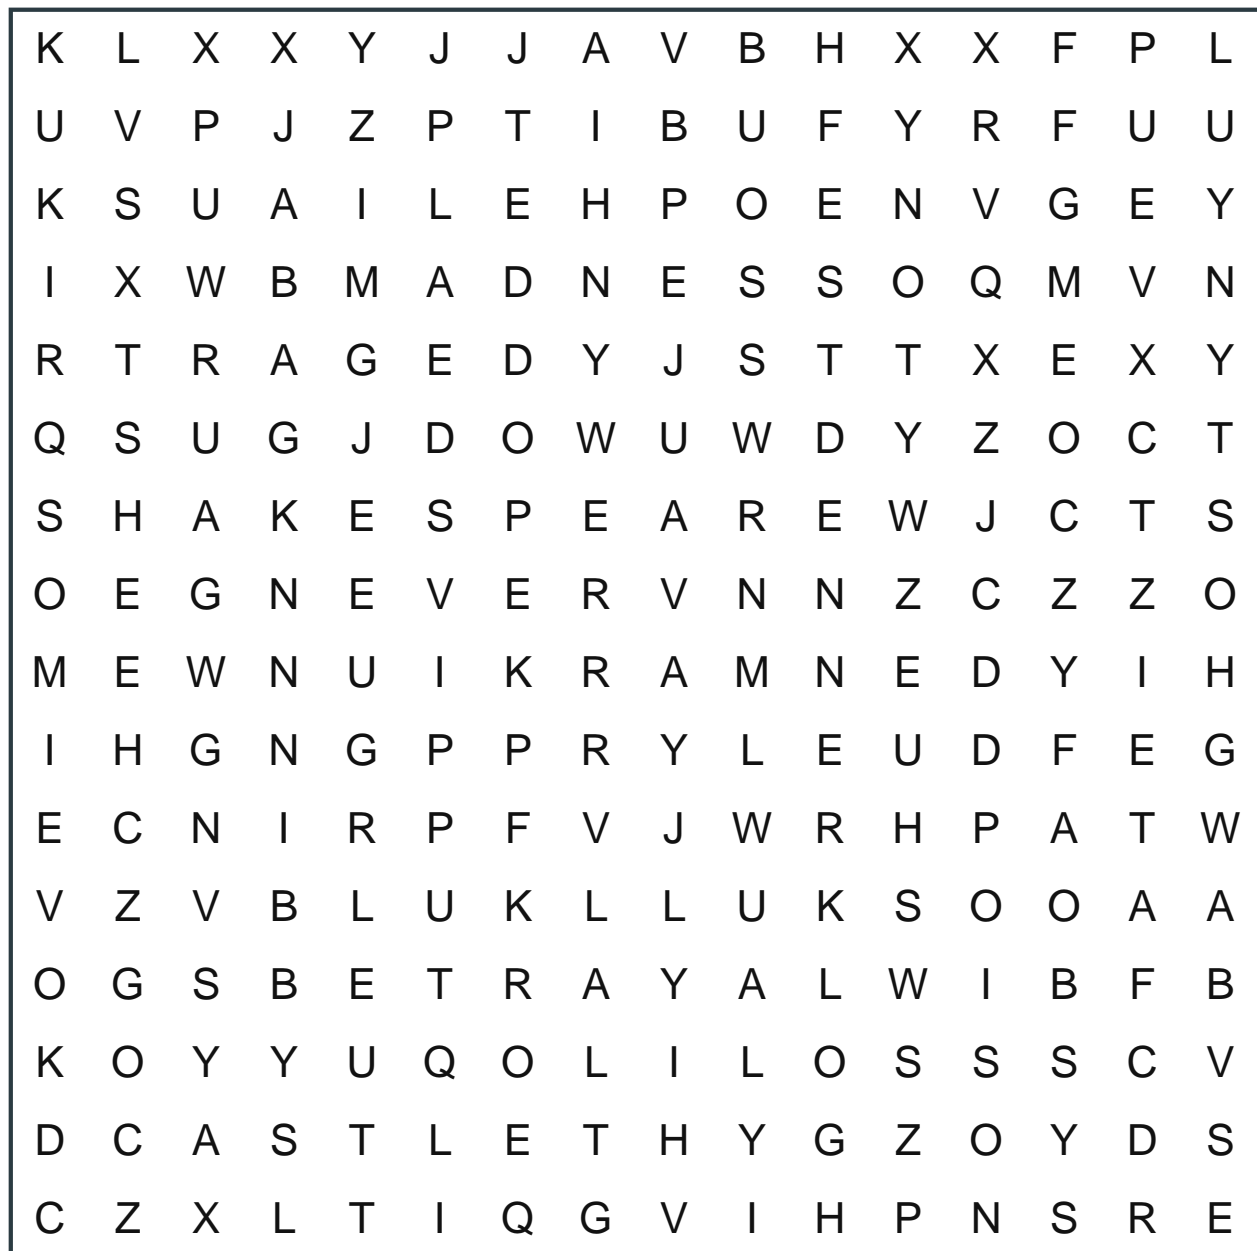 K L X X Y J J A V B H X X F P L
U V P J Z P T I B U F Y R F U U
K S U A I L E H P O E N V G E Y
I X W B M A D N E S S O Q M V N
R T R A G E D Y J S T T X E X Y
Q S U G J D O W U W D Y Z O C T
S H A K E S P E A R E W J C T S
O E G N E V E R V N N Z C Z Z O
M E W N U I K R A M N E D Y I H
I H G N G P P R Y L E U D F E G
E C N I R P F V J W R H P A T W
V Z V B L U K L L U K S O O A A
O G S B E T R A Y A L W I B F B
K O Y Y U Q O L I L O S S S C V
D C A S T L E T H Y G Z O Y D S
C Z X L T I Q G V I H P N S R E